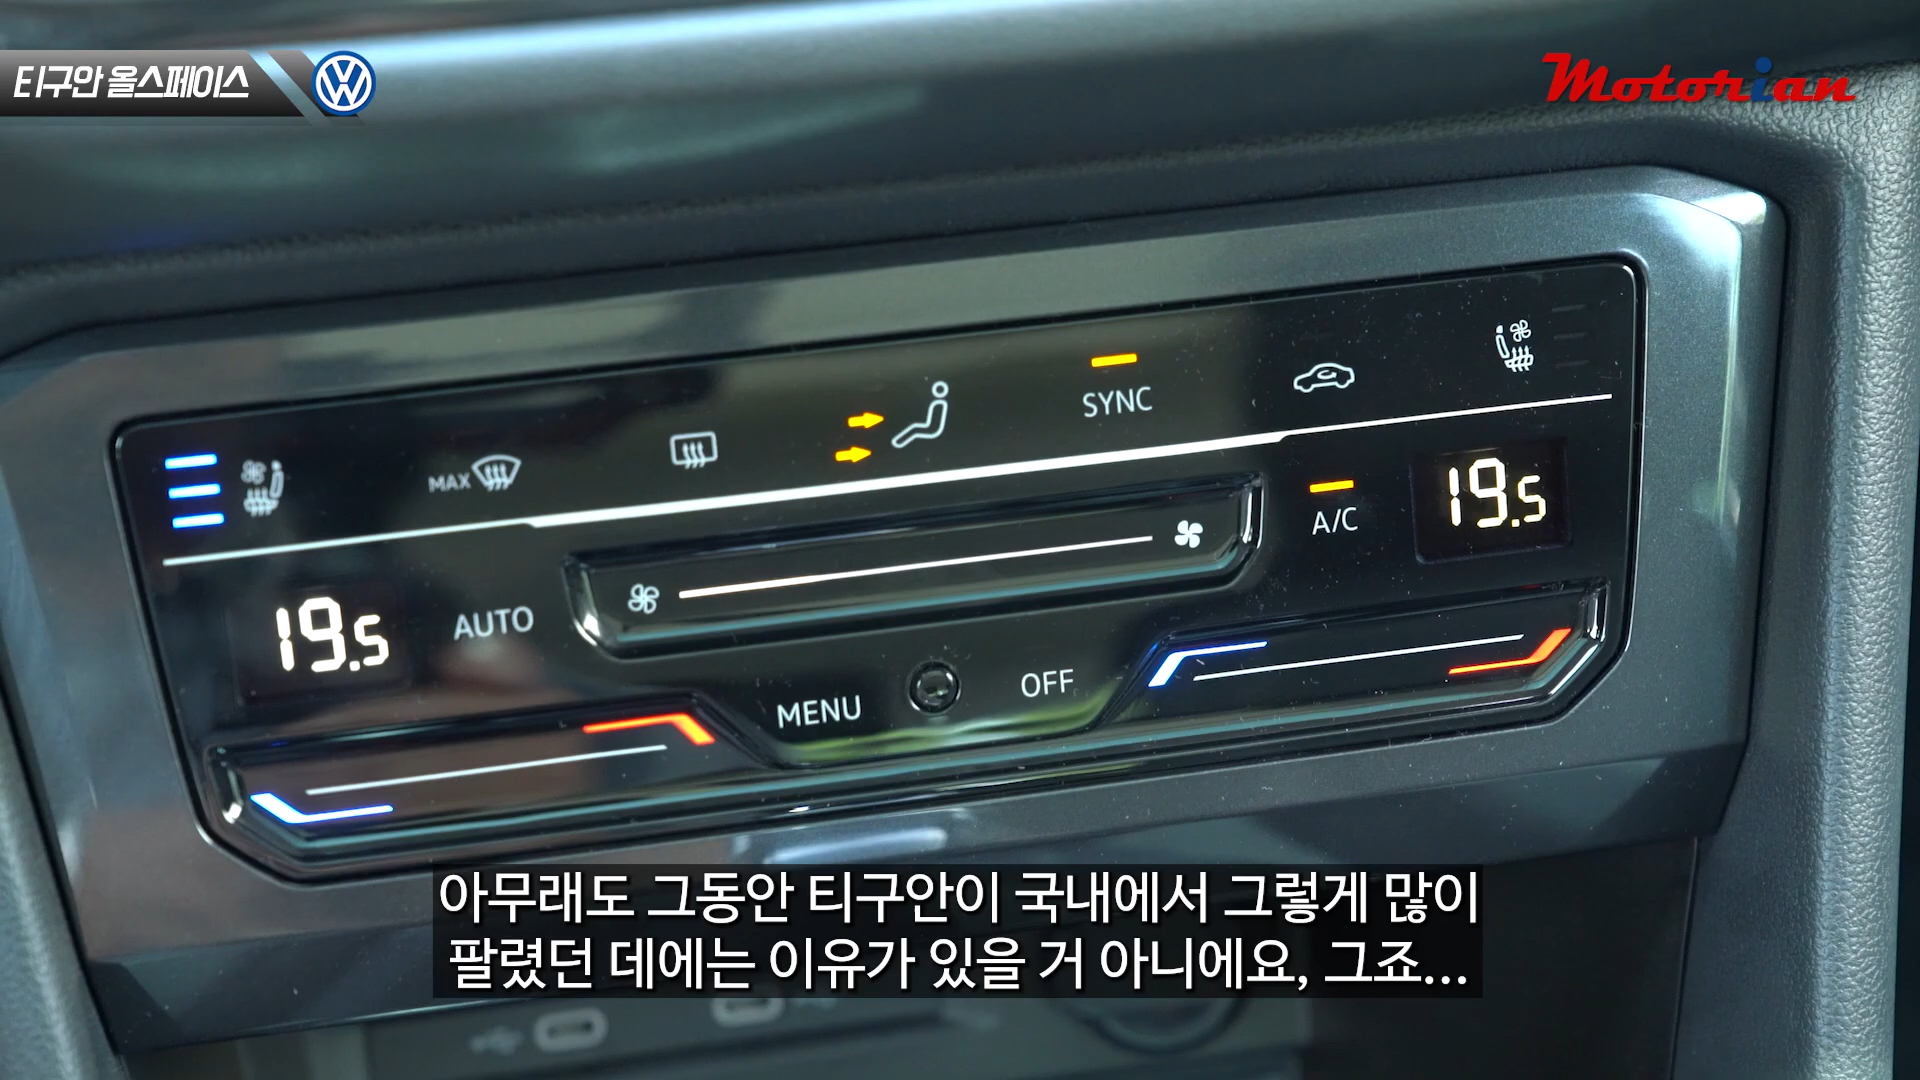 티구안 올스페이스
Motorian
SYNC
MAX
A/C
19.5
19.5
AUTO
MENU
OFF
아무래도 그동안 티구안이 국내에서 그렇게 많이
팔렸던 데에는 이유가 있을 거 아니에요, 그죠...